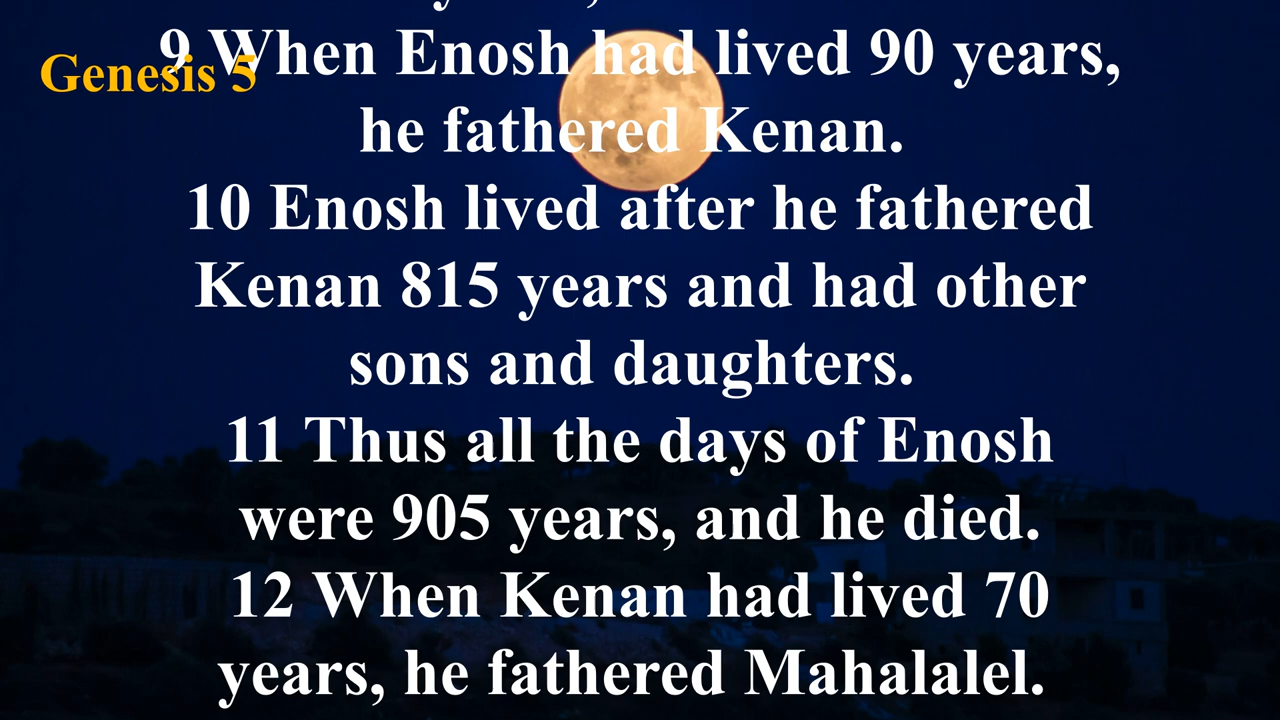 9 When Enosh had lived 90 years,
Genesis 5
he fathered Kenan.
10 Enosh lived after he fathered
Kenan 815 years and had other
sons and daughters.
11 Thus all the days of Enosh
were 905 years, and he died.
12 When Kenan had lived 70
years, he fathered Mahalalel.